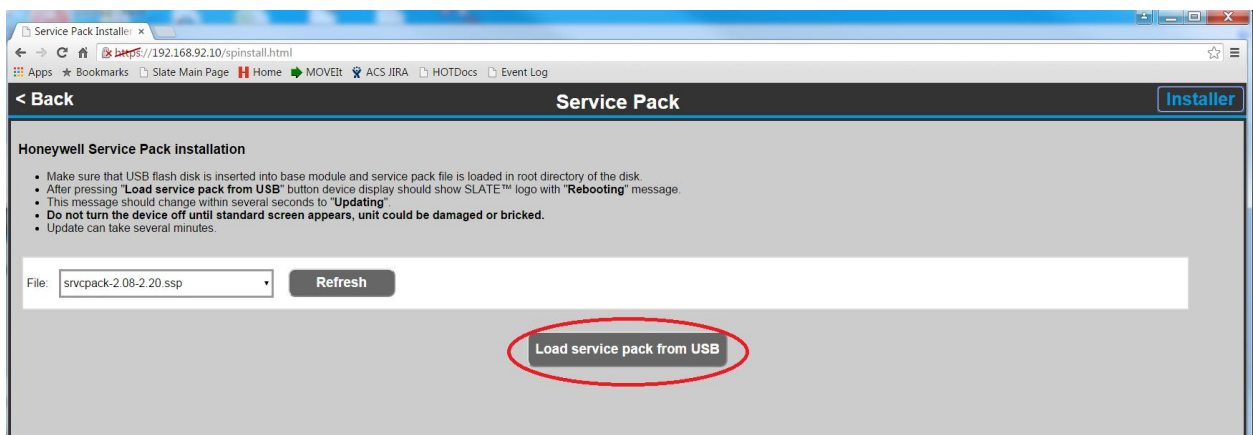 Service Pack Installer
https://192.168.92.10/spinstall.html
Apps Bookmarks Slate Main Page Home MOVEIt ACS JIRA HOTDocs Event Log
< Back Service Pack Installer
Honeywell Service Pack installation
• Make sure that USB flash disk is inserted into base module and service pack file is loaded in root directory of the disk.
• After pressing "Load service pack from USB" button device display should show SLATE™ logo with "Rebooting" message.
• This message should change within several seconds to "Updating".
• Do not turn the device off until standard screen appears, unit could be damaged or bricked.
• Update can take several minutes.
File: srvcpack-2.08-2.20.ssp Refresh
Load service pack from USB